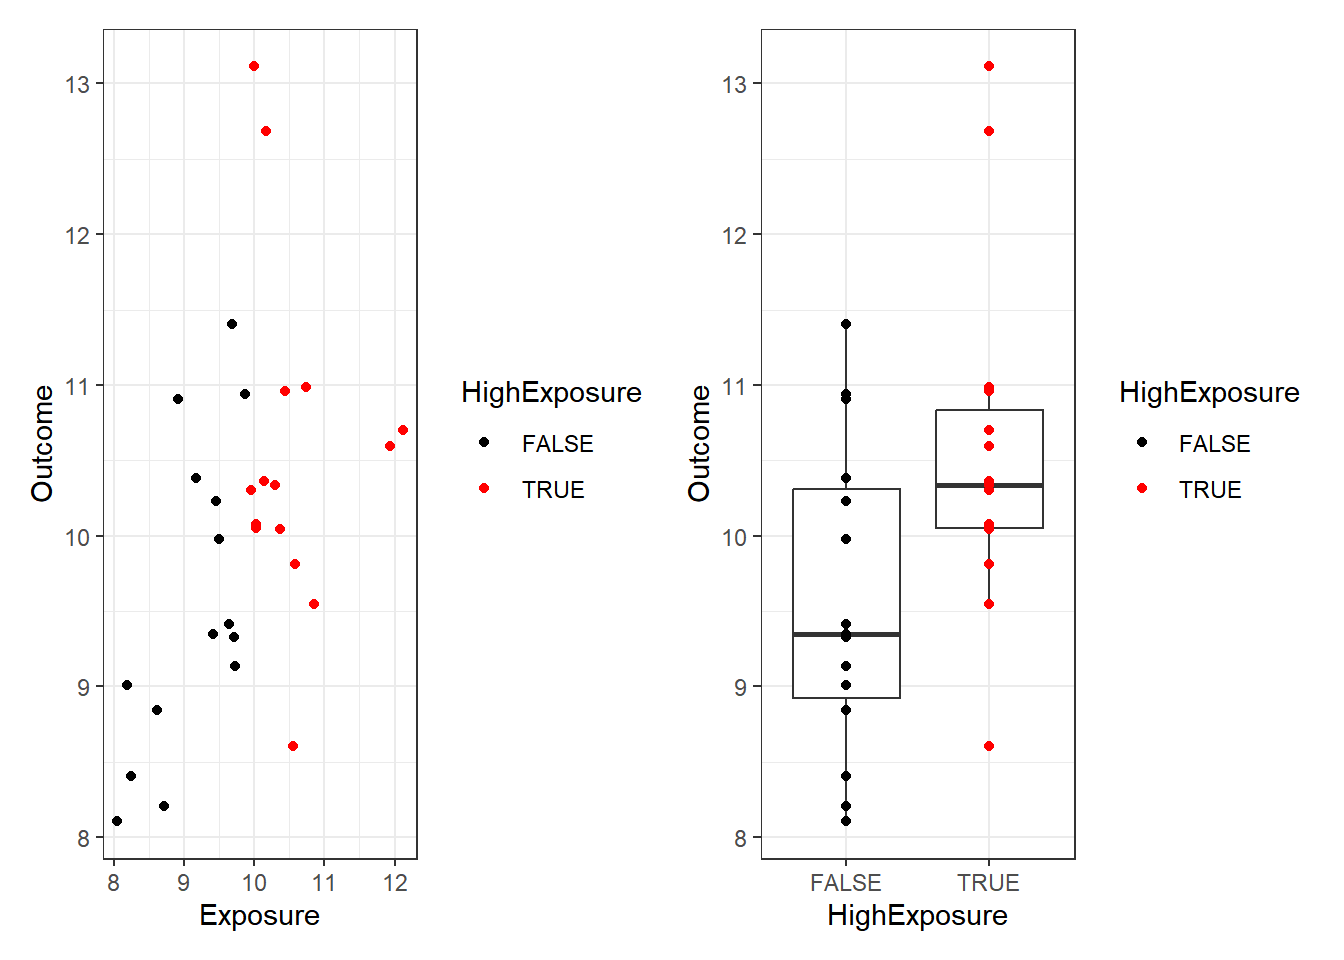 13
12
11
10
9
8
Outcome
8 9 10 11 12
Exposure
HighExposure
FALSE
TRUE
13
12
11
10
9
8
Outcome
FALSE TRUE
HighExposure
HighExposure
FALSE
TRUE